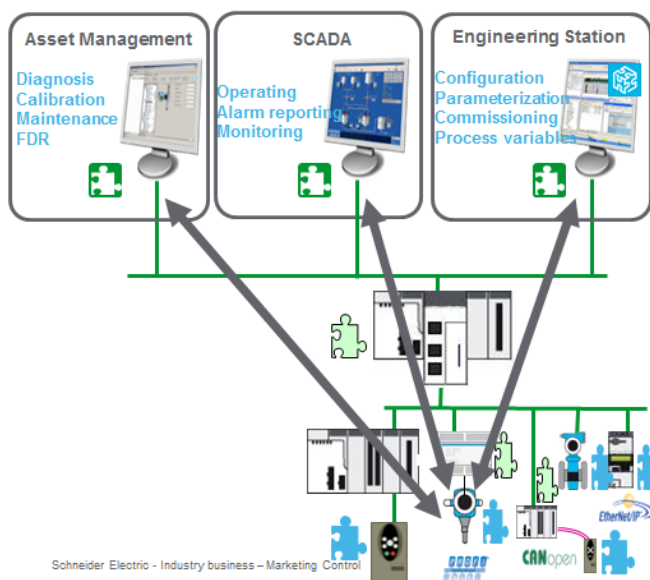 Asset Management
Diagnosis
Calibration
Maintenance
FDR
SCADA
Operating
Alarm reporting
Monitoring
Engineering Station
Configuration
Parameterization
Commissioning
Process variables
EtherNet/IP
CANopen
Schneider Electric - Industry business – Marketing Control